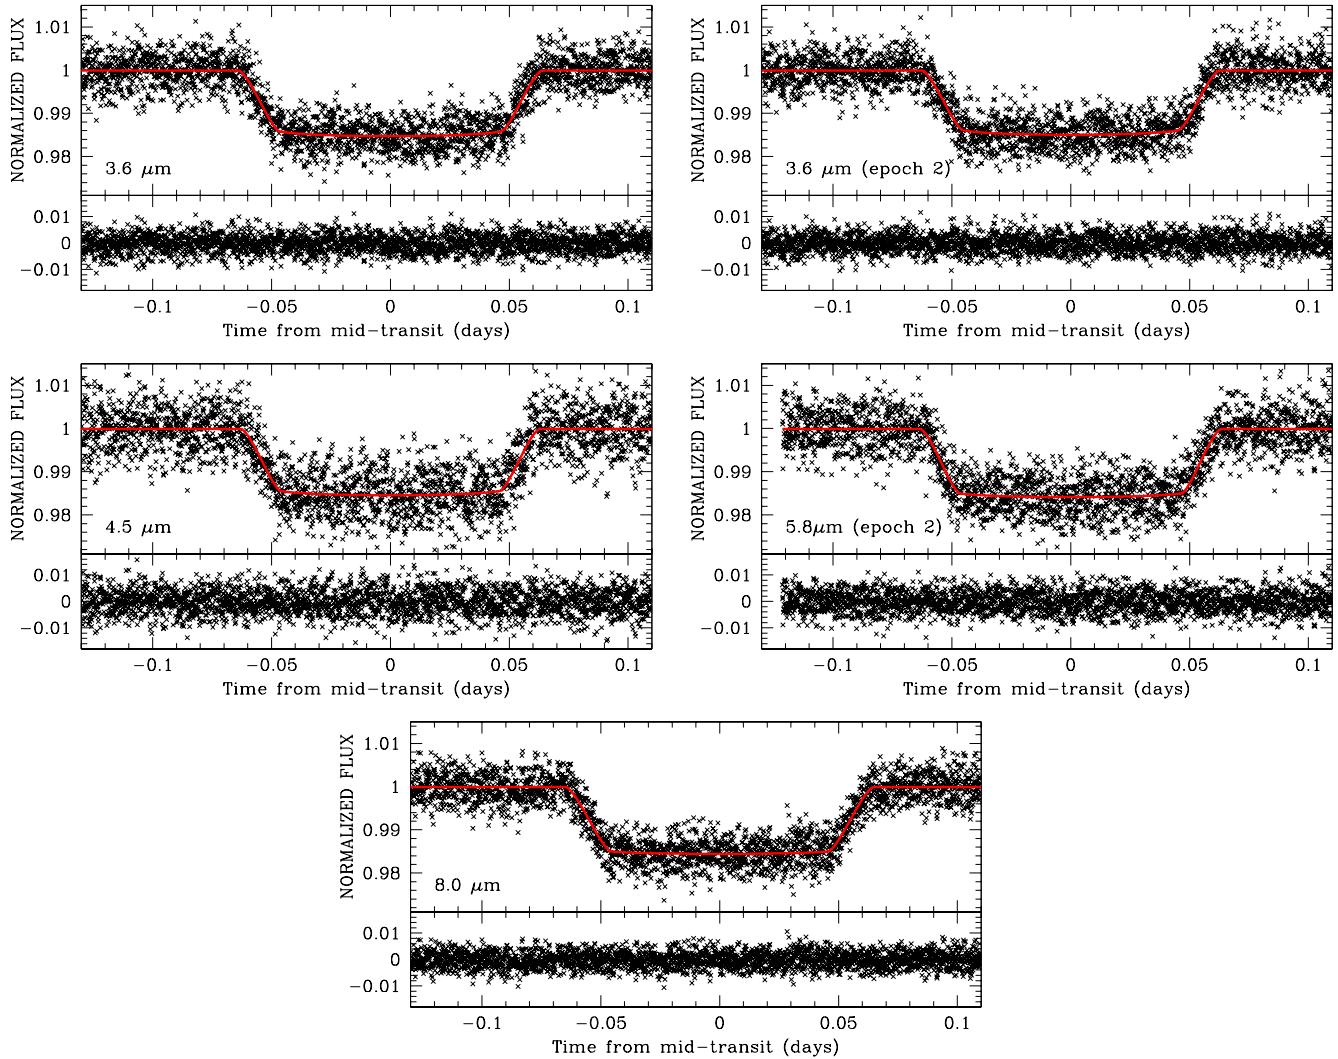 NORMALIZED FLUX
1.01
1
0.99
0.98
3.6 μm
0.01
0
−0.01
−0.1 −0.05 0 0.05 0.1
Time from mid−transit (days)
NORMALIZED FLUX
1.01
1
0.99
0.98
3.6 μm (epoch 2)
0.01
0
−0.01
−0.1 −0.05 0 0.05 0.1
Time from mid−transit (days)
NORMALIZED FLUX
1.01
1
0.99
0.98
4.5 μm
0.01
0
−0.01
−0.1 −0.05 0 0.05 0.1
Time from mid−transit (days)
NORMALIZED FLUX
1.01
1
0.99
0.98
5.8μm (epoch 2)
0.01
0
−0.01
−0.1 −0.05 0 0.05 0.1
Time from mid−transit (days)
NORMALIZED FLUX
1.01
1
0.99
0.98
8.0 μm
0.01
0
−0.01
−0.1 −0.05 0 0.05 0.1
Time from mid−transit (days)